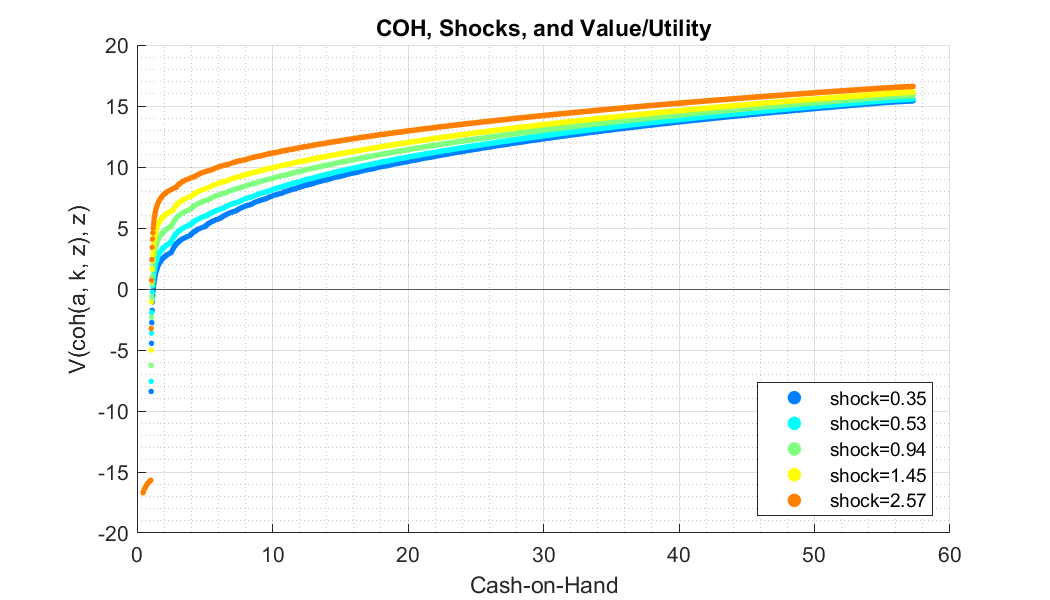 COH, Shocks, and Value/Utility
20
15
10
5
0
-5
-10
-15
-20
V(coh(a, k, z), z)
0
10
20
30
40
50
60
Cash-on-Hand
shock=0.35
shock=0.53
shock=0.94
shock=1.45
shock=2.57